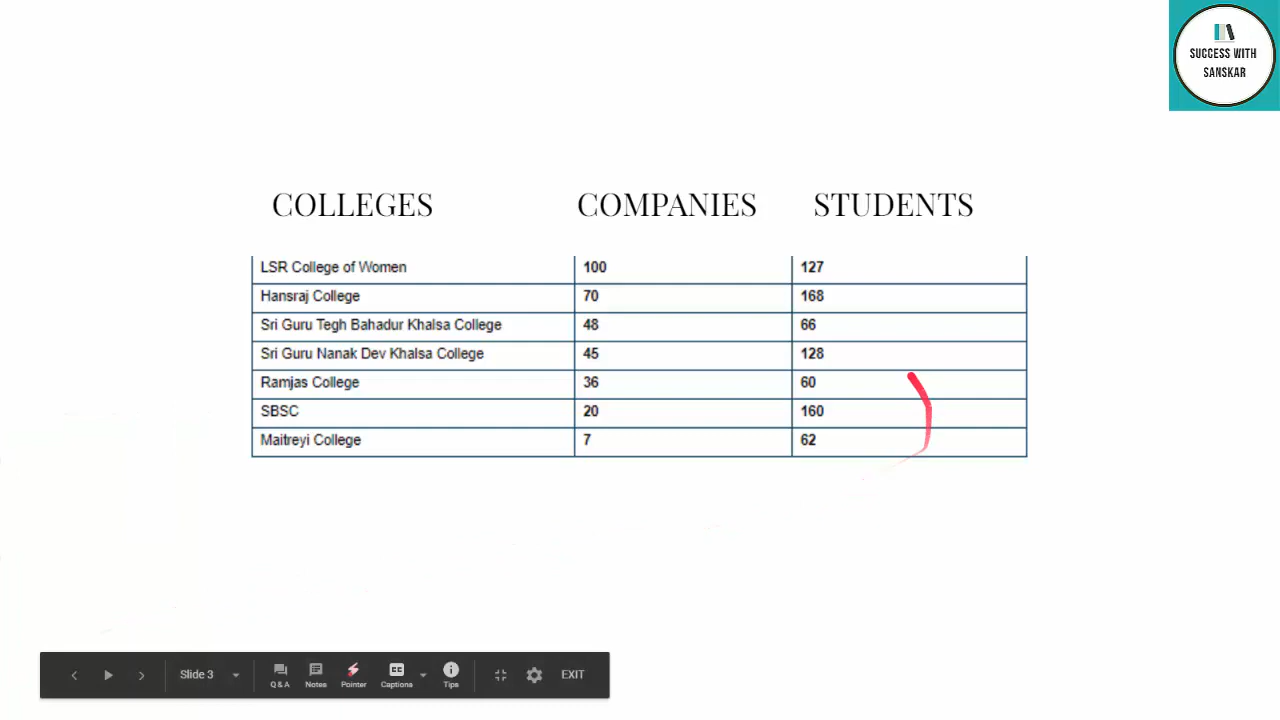 SUCCESS WITH
SANSKAR
COLLEGES COMPANIES STUDENTS
LSR College of Women 100 127
Hansraj College 70 168
Sri Guru Tegh Bahadur Khalsa College 48 66
Sri Guru Nanak Dev Khalsa College 45 128
Ramjas College 36 60
SBSC 20 160
Maitreyi College 7 62
Slide 3 Q & A Notes Pointer CC Captions Tips EXIT